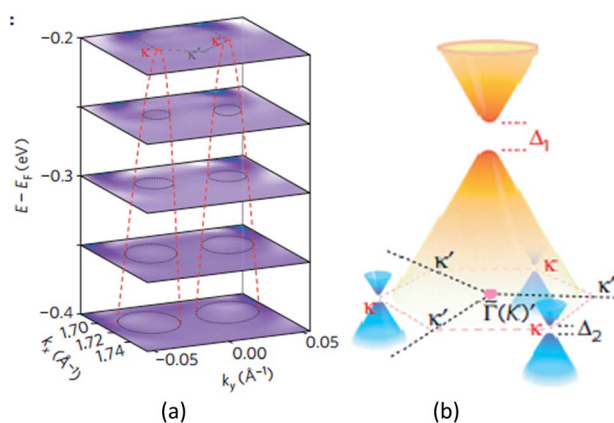 −0.2
κ κ′ κ
−0.3
E − E_F (eV)
−0.4
1.70
1.72
1.74
k_x (Å⁻¹)
−0.05
0.00
0.05
k_y (Å⁻¹)
(a)
Δ₁
κ′ κ κ′
κ Γ̄(K)′
κ′ κ Δ₂
(b)